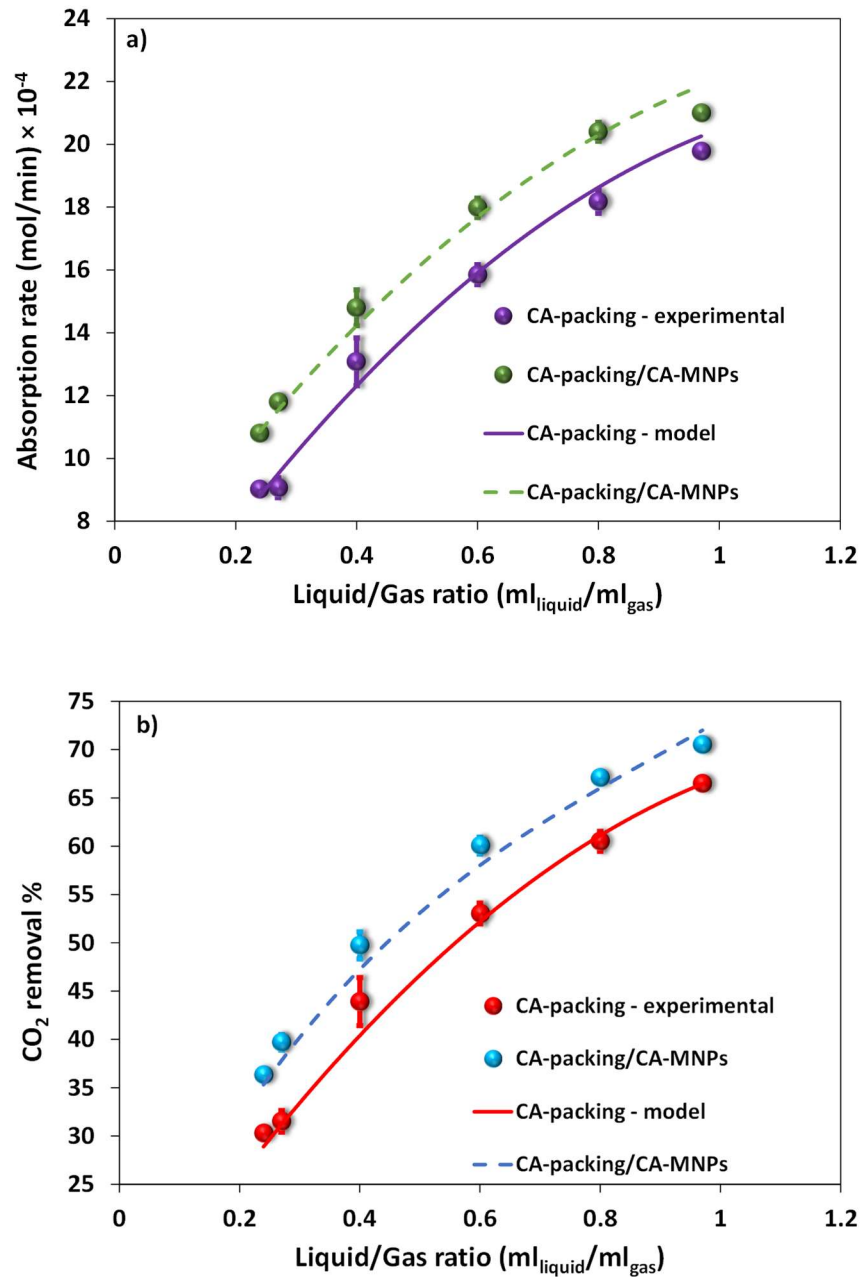 a)
Absorption rate (mol/min) × 10⁻⁴
24
22
20
18
16
14
12
10
8
CA-packing - experimental
CA-packing/CA-MNPs
CA-packing - model
CA-packing/CA-MNPs
0 0.2 0.4 0.6 0.8 1 1.2
Liquid/Gas ratio (ml_liquid/ml_gas)
b)
CO₂ removal %
75
70
65
60
55
50
45
40
35
30
25
CA-packing - experimental
CA-packing/CA-MNPs
CA-packing - model
CA-packing/CA-MNPs
0 0.2 0.4 0.6 0.8 1 1.2
Liquid/Gas ratio (ml_liquid/ml_gas)